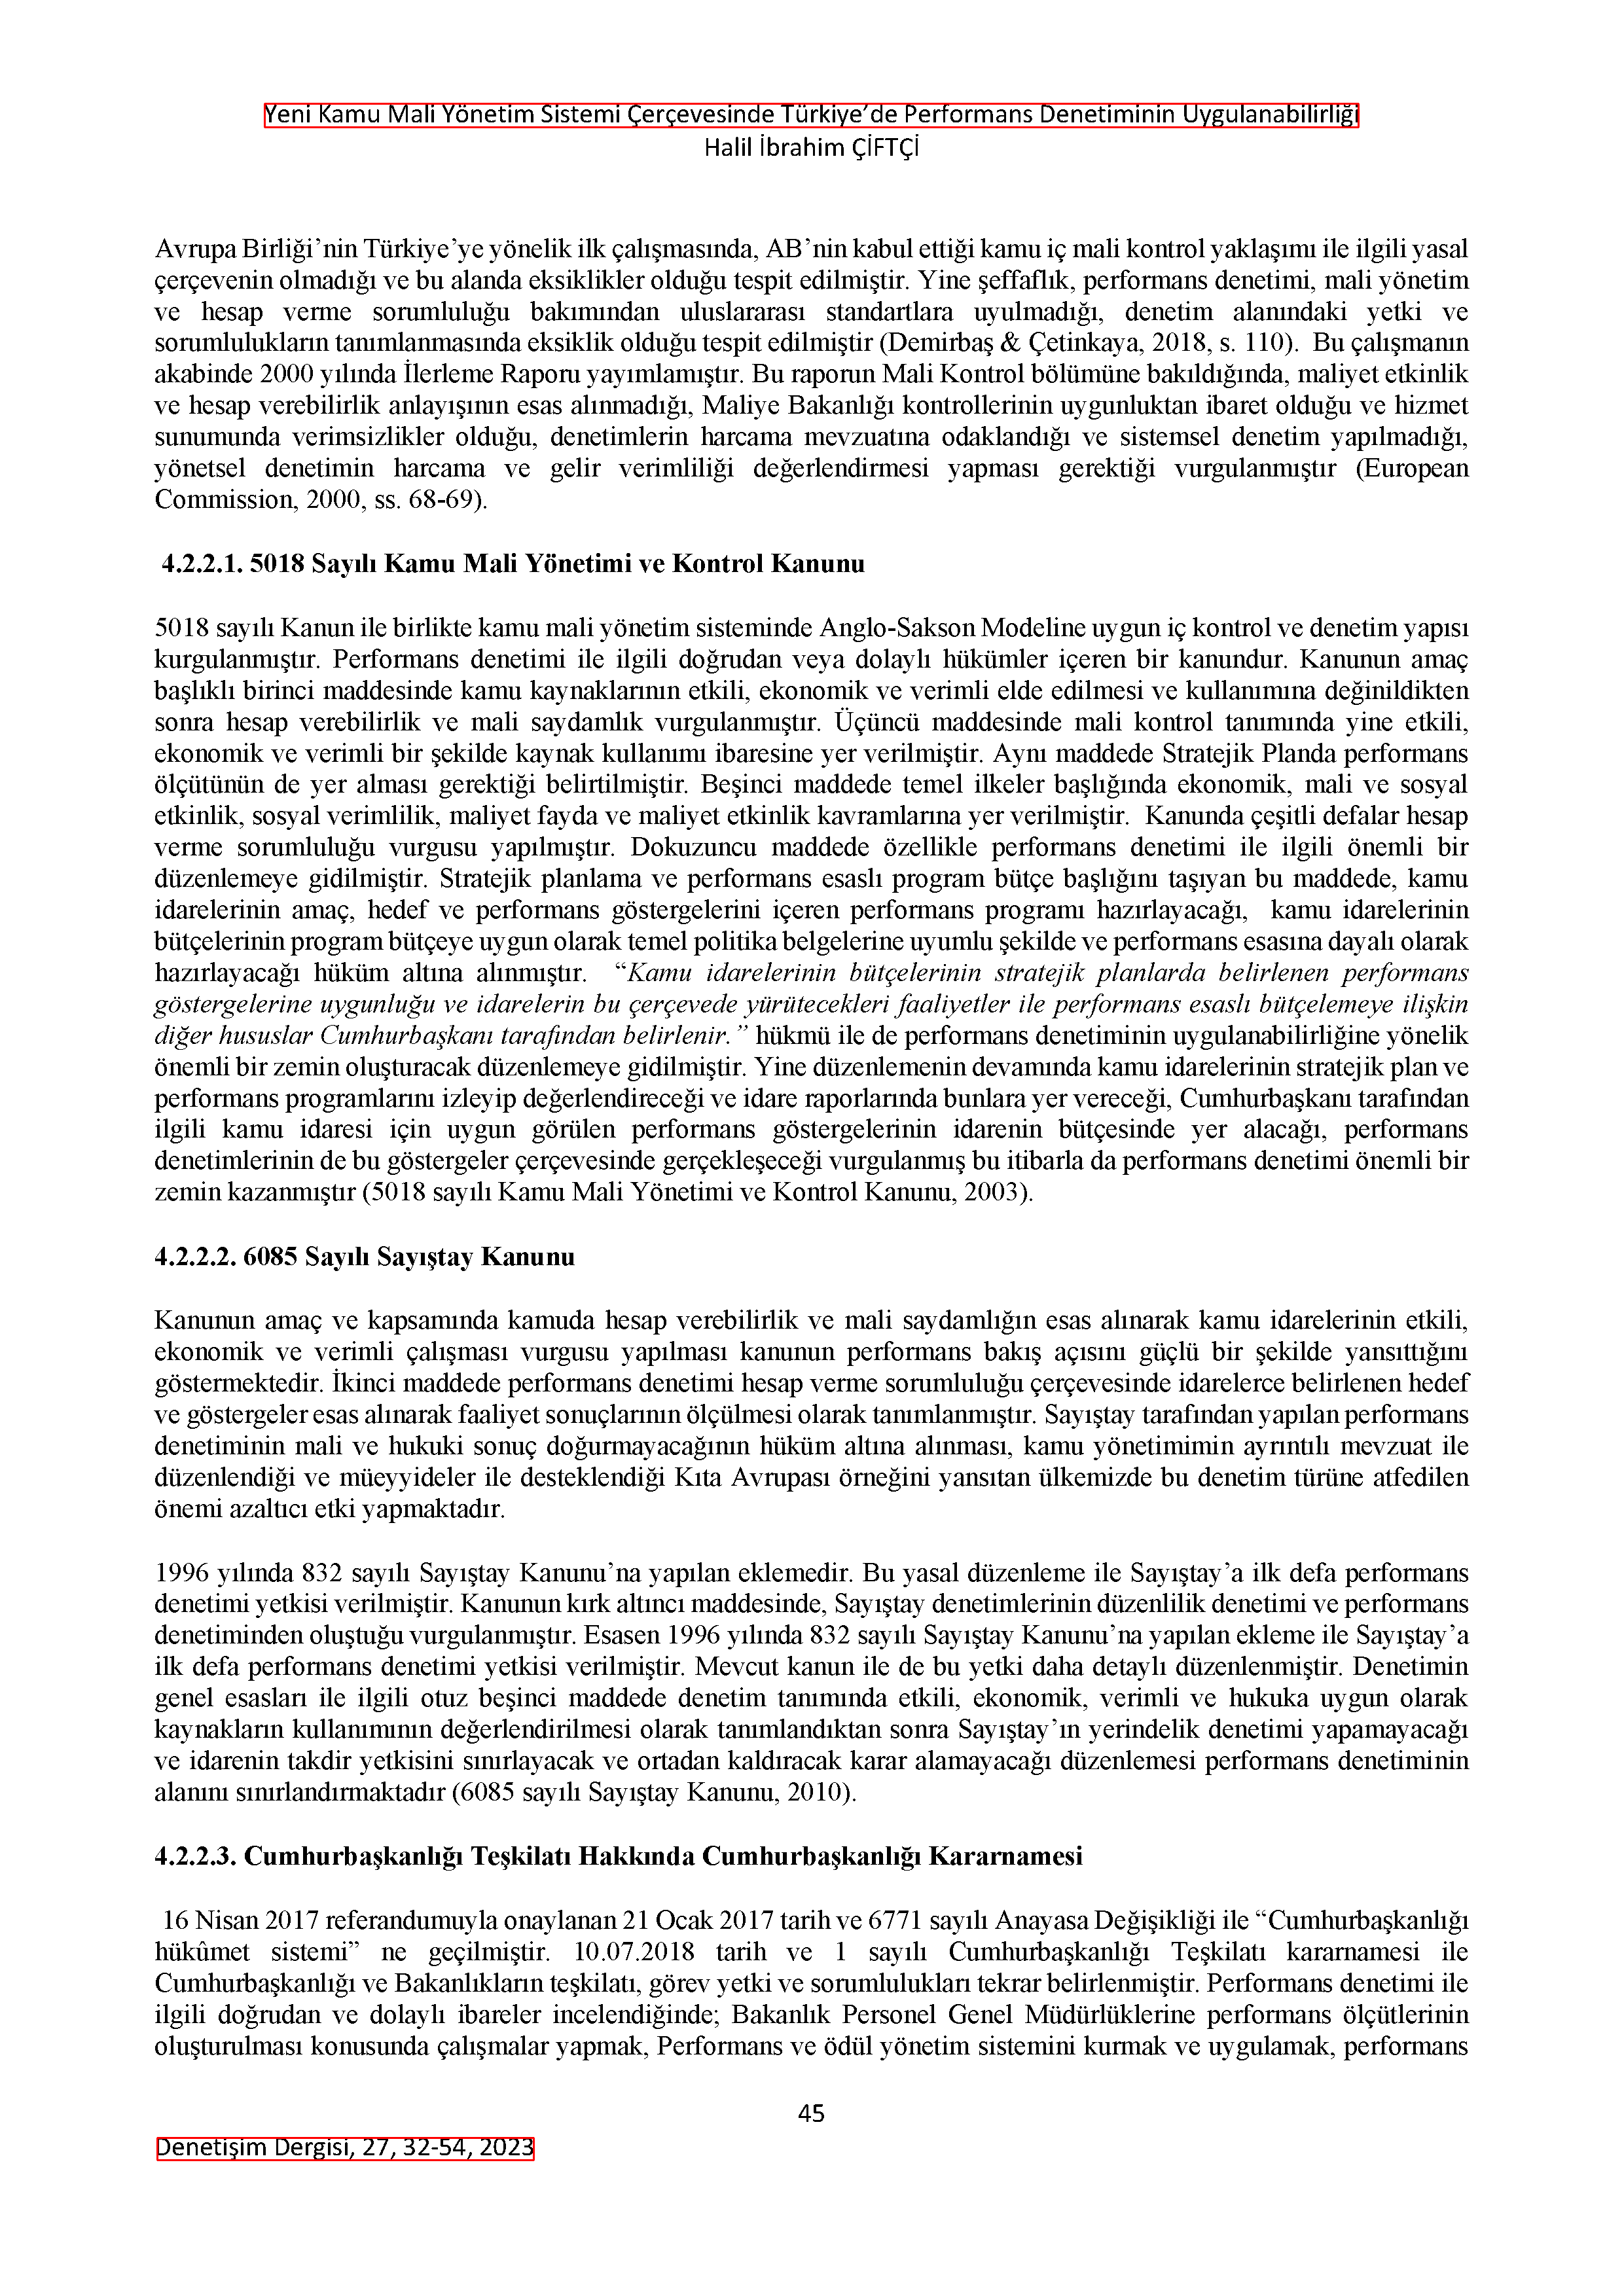 Yeni Kamu Mali Yönetim Sistemi Çerçevesinde Türkiye’de Performans Denetiminin Uygulanabilirliği
Halil İbrahim ÇİFTÇİ
Avrupa Birliği’nin Türkiye’ye yönelik ilk çalışmasında, AB’nin kabul ettiği kamu iç mali kontrol yaklaşımı ile ilgili yasal
çerçevenin olmadığı ve bu alanda eksiklikler olduğu tespit edilmiştir. Yine şeffaflık, performans denetimi, mali yönetim
ve hesap verme sorumluluğu bakımından uluslararası standartlara uyulmadığı, denetim alanındaki yetki ve
sorumlulukların tanımlanmasında eksiklik olduğu tespit edilmiştir (Demirbaş & Çetinkaya, 2018, s. 110). Bu çalışmanın
akabinde 2000 yılında İlerleme Raporu yayımlamıştır. Bu raporun Mali Kontrol bölümüne bakıldığında, maliyet etkinlik
ve hesap verebilirlik anlayışının esas alınmadığı, Maliye Bakanlığı kontrollerinin uygunluktan ibaret olduğu ve hizmet
sunumunda verimsizlikler olduğu, denetimlerin harcama mevzuatına odaklandığı ve sistemsel denetim yapılmadığı,
yönetsel denetimin harcama ve gelir verimliliği değerlendirmesi yapması gerektiği vurgulanmıştır (European
Commission, 2000, ss. 68-69).
4.2.2.1. 5018 Sayılı Kamu Mali Yönetimi ve Kontrol Kanunu
5018 sayılı Kanun ile birlikte kamu mali yönetim sisteminde Anglo-Sakson Modeline uygun iç kontrol ve denetim yapısı
kurgulanmıştır. Performans denetimi ile ilgili doğrudan veya dolaylı hükümler içeren bir kanundur. Kanunun amaç
başlıklı birinci maddesinde kamu kaynaklarının etkili, ekonomik ve verimli elde edilmesi ve kullanımına değinildikten
sonra hesap verebilirlik ve mali saydamlık vurgulanmıştır. Üçüncü maddesinde mali kontrol tanımında yine etkili,
ekonomik ve verimli bir şekilde kaynak kullanımı ibaresine yer verilmiştir. Aynı maddede Stratejik Planda performans
ölçütünün de yer alması gerektiği belirtilmiştir. Beşinci maddede temel ilkeler başlığında ekonomik, mali ve sosyal
etkinlik, sosyal verimlilik, maliyet fayda ve maliyet etkinlik kavramlarına yer verilmiştir. Kanunda çeşitli defalar hesap
verme sorumluluğu vurgusu yapılmıştır. Dokuzuncu maddede özellikle performans denetimi ile ilgili önemli bir
düzenlemeye gidilmiştir. Stratejik planlama ve performans esaslı program bütçe başlığını taşıyan bu maddede, kamu
idarelerinin amaç, hedef ve performans göstergelerini içeren performans programı hazırlayacağı, kamu idarelerinin
bütçelerinin program bütçeye uygun olarak temel politika belgelerine uyumlu şekilde ve performans esasına dayalı olarak
hazırlayacağı hüküm altına alınmıştır. “Kamu idarelerinin bütçelerinin stratejik planlarda belirlenen performans
göstergelerine uygunluğu ve idarelerin bu çerçevede yürütecekleri faaliyetler ile performans esaslı bütçelemeye ilişkin
diğer hususlar Cumhurbaşkanı tarafından belirlenir.” hükmü ile de performans denetiminin uygulanabilirliğine yönelik
önemli bir zemin oluşturacak düzenlemeye gidilmiştir. Yine düzenlemenin devamında kamu idarelerinin stratejik plan ve
performans programlarını izleyip değerlendireceği ve idare raporlarında bunlara yer vereceği, Cumhurbaşkanı tarafından
ilgili kamu idaresi için uygun görülen performans göstergelerinin idarenin bütçesinde yer alacağı, performans
denetimlerinin de bu göstergeler çerçevesinde gerçekleşeceği vurgulanmış bu itibarla da performans denetimi önemli bir
zemin kazanmıştır (5018 sayılı Kamu Mali Yönetimi ve Kontrol Kanunu, 2003).
4.2.2.2. 6085 Sayılı Sayıştay Kanunu
Kanunun amaç ve kapsamında kamuda hesap verebilirlik ve mali saydamlığın esas alınarak kamu idarelerinin etkili,
ekonomik ve verimli çalışması vurgusu yapılması kanunun performans bakış açısını güçlü bir şekilde yansıttığını
göstermektedir. İkinci maddede performans denetimi hesap verme sorumluluğu çerçevesinde idarelerce belirlenen hedef
ve göstergeler esas alınarak faaliyet sonuçlarının ölçülmesi olarak tanımlanmıştır. Sayıştay tarafından yapılan performans
denetiminin mali ve hukuki sonuç doğurmayacağının hüküm altına alınması, kamu yönetimimin ayrıntılı mevzuat ile
düzenlendiği ve müeyyideler ile desteklendiği Kıta Avrupası örneğini yansıtan ülkemizde bu denetim türüne atfedilen
önemi azaltıcı etki yapmaktadır.
1996 yılında 832 sayılı Sayıştay Kanunu’na yapılan eklemedir. Bu yasal düzenleme ile Sayıştay’a ilk defa performans
denetimi yetkisi verilmiştir. Kanunun kırk altıncı maddesinde, Sayıştay denetimlerinin düzenlilik denetimi ve performans
denetiminden oluştuğu vurgulanmıştır. Esasen 1996 yılında 832 sayılı Sayıştay Kanunu’na yapılan ekleme ile Sayıştay’a
ilk defa performans denetimi yetkisi verilmiştir. Mevcut kanun ile de bu yetki daha detaylı düzenlenmiştir. Denetimin
genel esasları ile ilgili otuz beşinci maddede denetim tanımında etkili, ekonomik, verimli ve hukuka uygun olarak
kaynakların kullanımının değerlendirilmesi olarak tanımlandıktan sonra Sayıştay’ın yerindelik denetimi yapamayacağı
ve idarenin takdir yetkisini sınırlayacak ve ortadan kaldıracak karar alamayacağı düzenlemesi performans denetiminin
alanını sınırlandırmaktadır (6085 sayılı Sayıştay Kanunu, 2010).
4.2.2.3. Cumhurbaşkanlığı Teşkilatı Hakkında Cumhurbaşkanlığı Kararnamesi
16 Nisan 2017 referandumuyla onaylanan 21 Ocak 2017 tarih ve 6771 sayılı Anayasa Değişikliği ile “Cumhurbaşkanlığı
hükûmet sistemi” ne geçilmiştir. 10.07.2018 tarih ve 1 sayılı Cumhurbaşkanlığı Teşkilatı kararnamesi ile
Cumhurbaşkanlığı ve Bakanlıkların teşkilatı, görev yetki ve sorumlulukları tekrar belirlenmiştir. Performans denetimi ile
ilgili doğrudan ve dolaylı ibareler incelendiğinde; Bakanlık Personel Genel Müdürlüklerine performans ölçütlerinin
oluşturulması konusunda çalışmalar yapmak, Performans ve ödül yönetim sistemini kurmak ve uygulamak, performans
45
Denetişim Dergisi, 27, 32-54, 2023